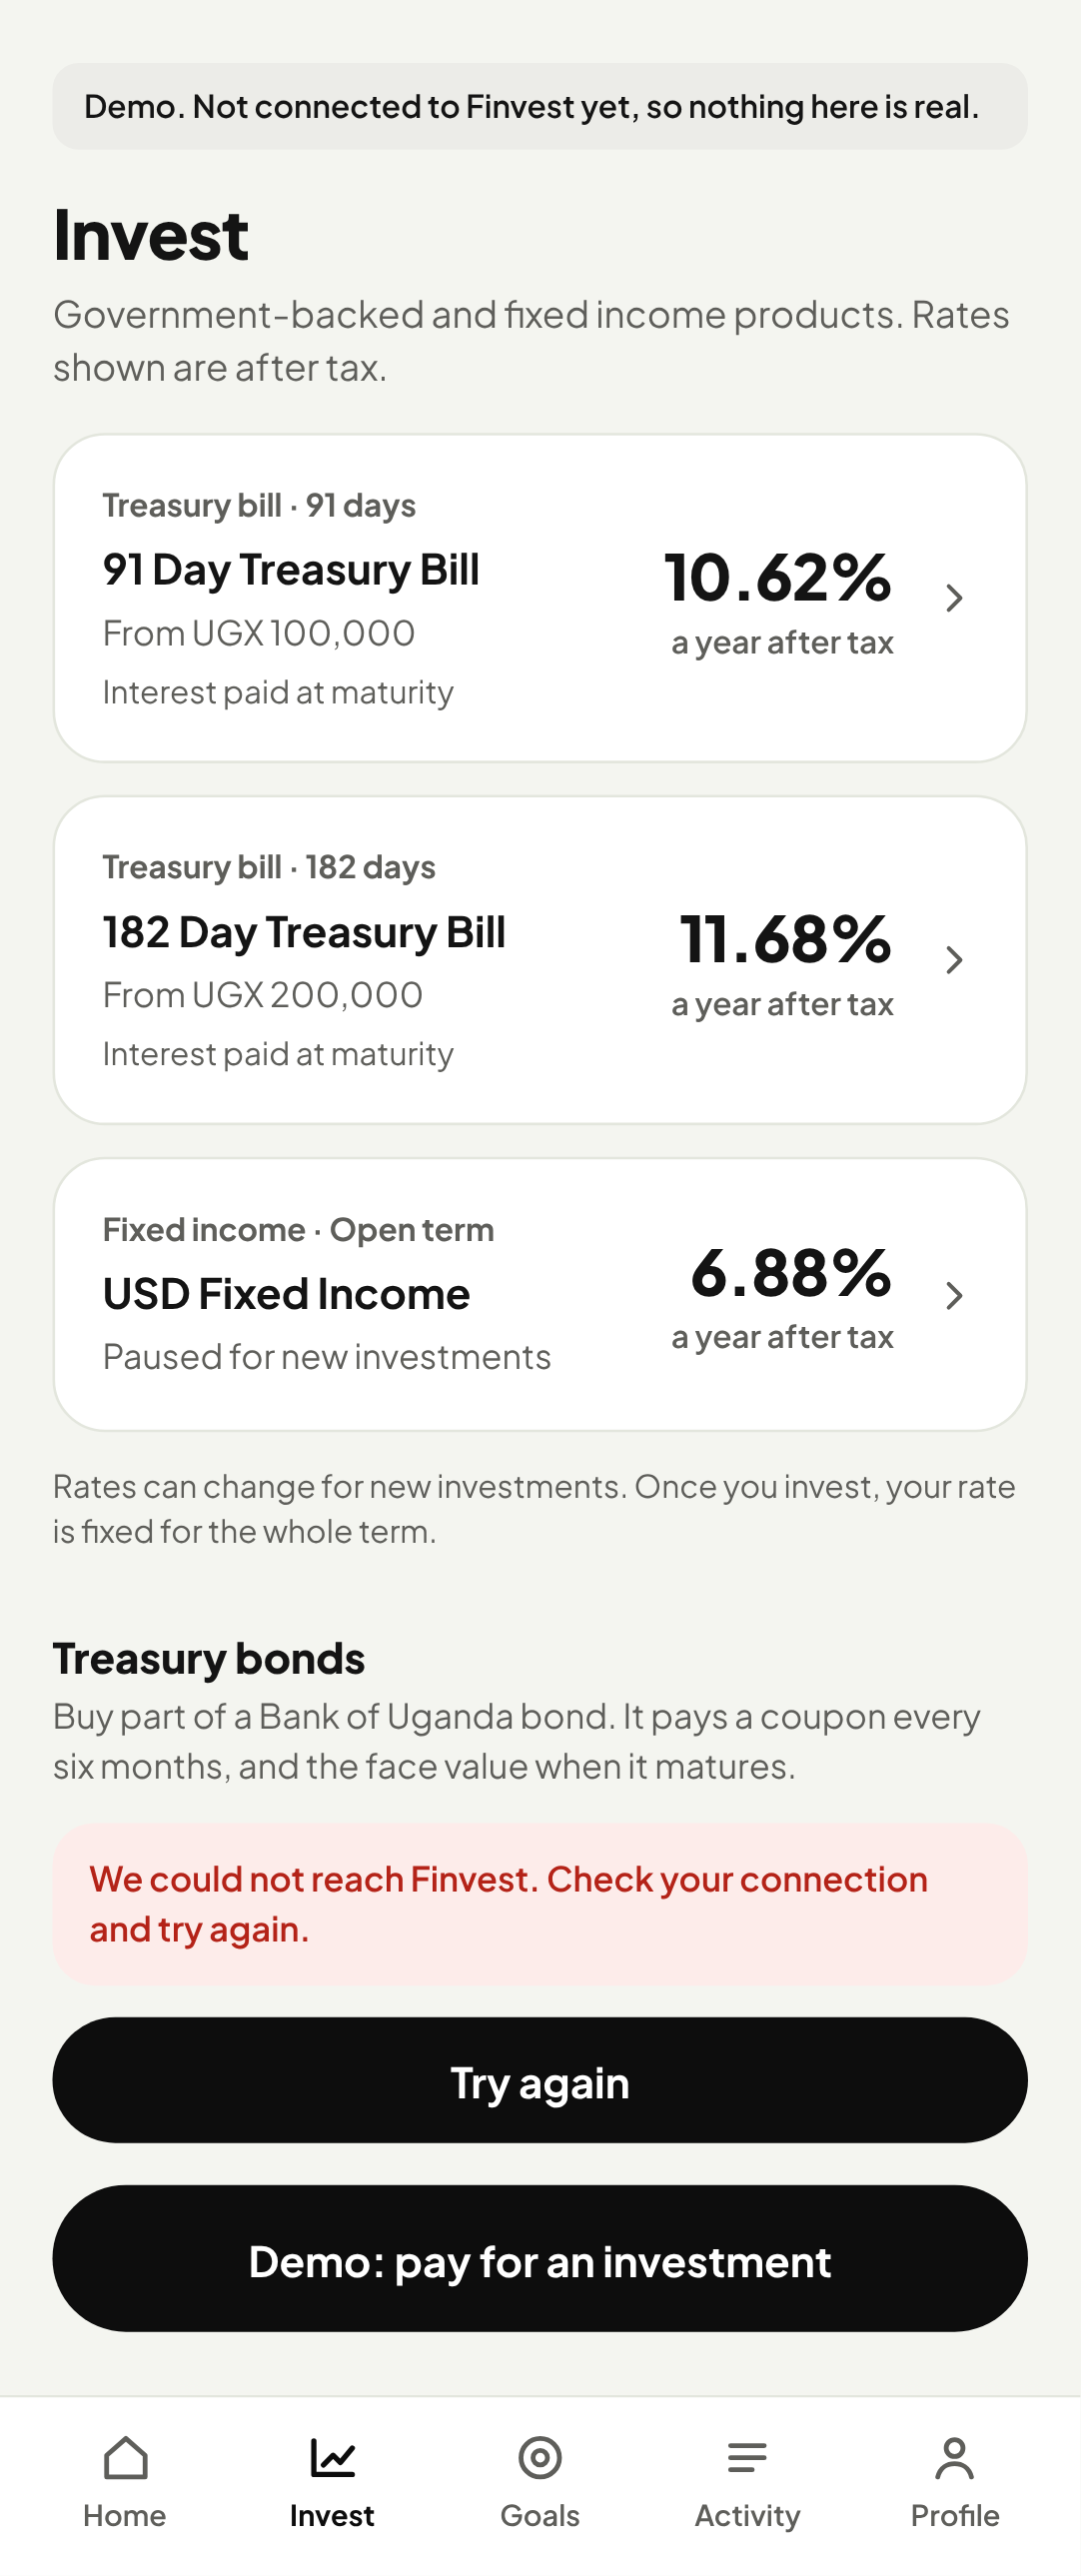 Demo. Not connected to Finvest yet, so nothing here is real.
Invest
Government-backed and fixed income products. Rates
shown are after tax.
Treasury bill · 91 days
91 Day Treasury Bill
From UGX 100,000
Interest paid at maturity
10.62%
a year after tax
Treasury bill · 182 days
182 Day Treasury Bill
From UGX 200,000
Interest paid at maturity
11.68%
a year after tax
Fixed income · Open term
USD Fixed Income
Paused for new investments
6.88%
a year after tax
Rates can change for new investments. Once you invest, your rate
is fixed for the whole term.
Treasury bonds
Buy part of a Bank of Uganda bond. It pays a coupon every
six months, and the face value when it matures.
We could not reach Finvest. Check your connection
and try again.
Try again
Demo: pay for an investment
Home
Invest
Goals
Activity
Profile